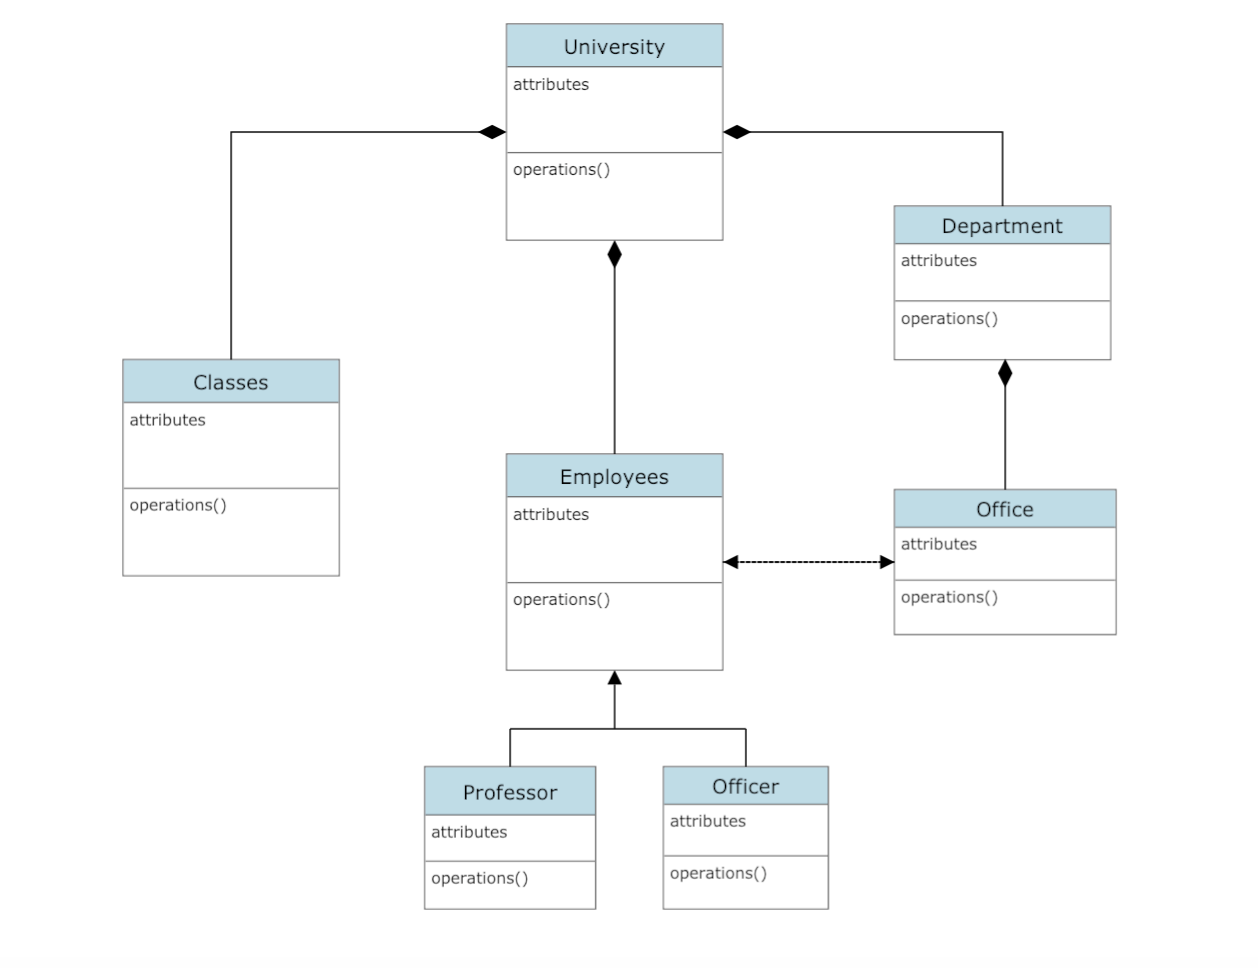 University
attributes
operations()
Department
attributes
operations()
Classes
attributes
operations()
Employees
attributes
operations()
Office
attributes
operations()
Professor
attributes
operations()
Officer
attributes
operations()